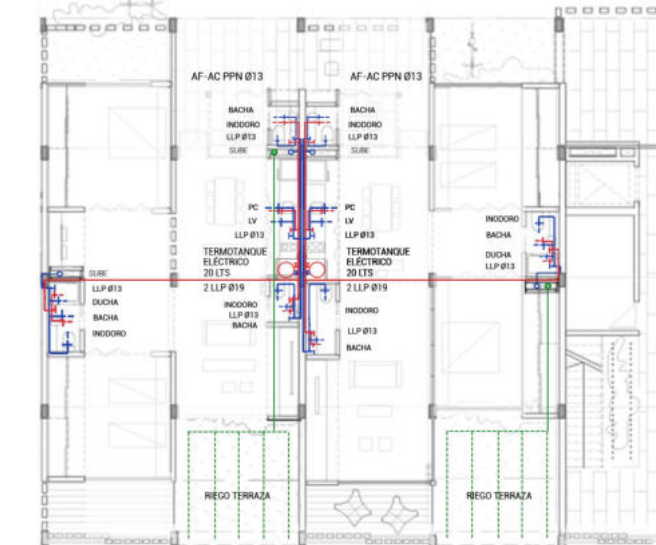 AF-AC PPN Ø13
AF-AC PPN Ø13
BACHA
INODORO
LLP Ø13
SUBE
BACHA
INODORO
LLP Ø13
SUBE
PC
LV
LLP Ø13
PC
LV
LLP Ø13
INODORO
BACHA
DUCHA
LLP Ø13
TERMOTANQUE
ELÉCTRICO
20 LTS
2 LLP Ø19
TERMOTANQUE
ELÉCTRICO
20 LTS
2 LLP Ø19
SUBE
LLP Ø13
DUCHA
BACHA
INODORO
INODORO
LLP Ø13
BACHA
INODORO
LLP Ø13
BACHA
RIEGO TERRAZA
RIEGO TERRAZA